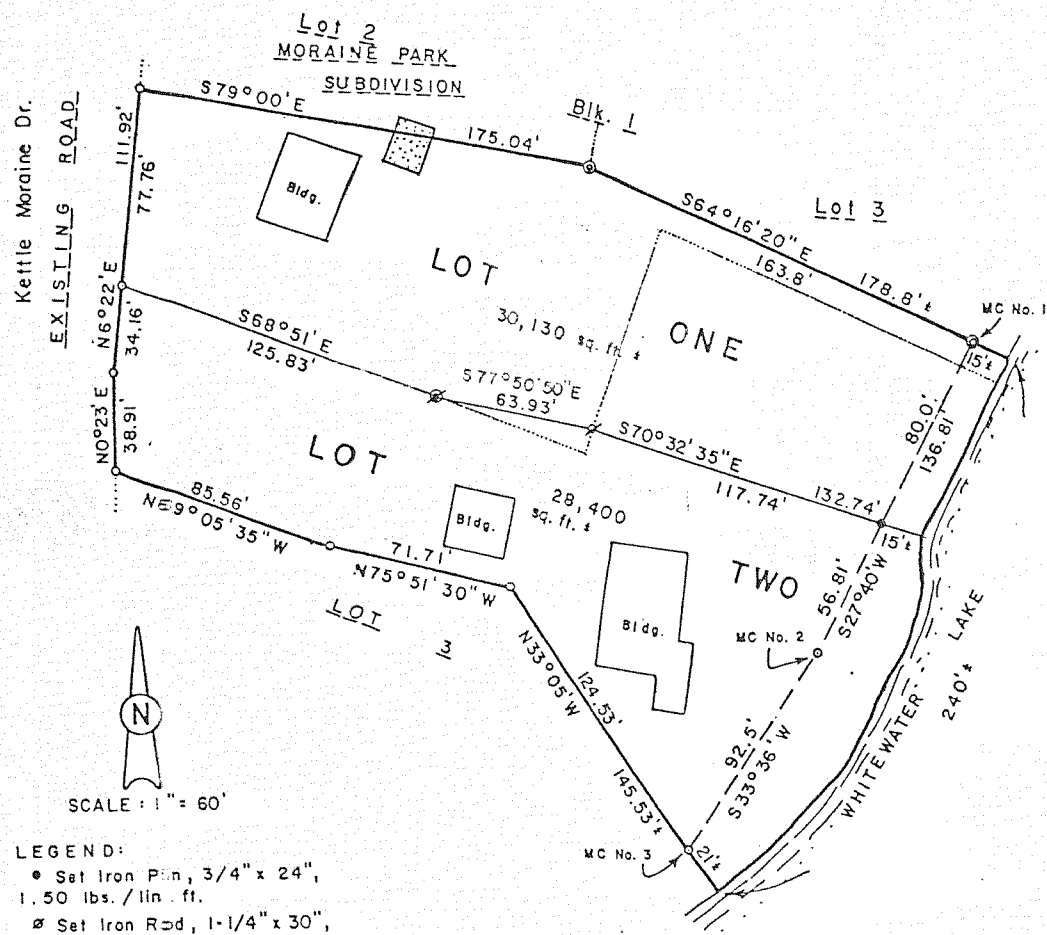 Lot 2
MORAINE PARK
SUBDIVISION
Kettle Moraine Dr.
EXISTING ROAD
S79°00'E
175.04'
Blk. 1
111.92'
77.76'
Bldg.
S64°16'20"E
163.8'
178.8'±
Lot 3
MC No. 1
15'±
LOT
ONE
30,130 sq. ft. ±
N6°22'E
34.16'
S68°51'E
125.83'
S77°50'50"E
63.93'
S70°32'35"E
117.74'
132.74'
80.0'
136.81'
15'±
N0°23'E
38.91'
LOT
TWO
28,400
sq. ft. ±
85.56'
05'35"W
71.71'
N75°51'30"W
Bldg.
Bldg.
LOT
3
56.81'
S27°40'W
MC No. 2
N33°05'W
124.53'
145.53'±
92.5'
S33°36'W
MC No. 3
21'±
WHITEWATER LAKE
240'±
N
SCALE: 1" = 60'
LEGEND:
Set Iron Pin, 3/4" x 24",
1.50 lbs. / lin. ft.
Set Iron Rod, 1-1/4" x 30",